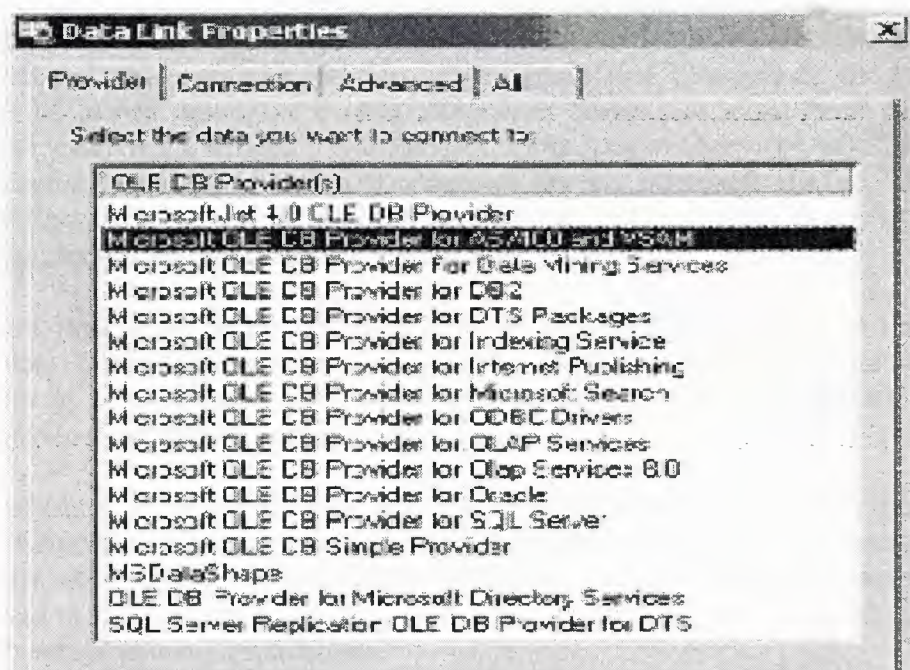 Data Link Properties
Provider Connection Advanced All
Select the data you want to connect to:
OLE DB Provider(s)
Microsoft Jet 4.0 OLE DB Provider
Microsoft OLE DB Provider for AS/400 and VSAM
Microsoft OLE DB Provider For Data Mining Services
Microsoft OLE DB Provider for DB2
Microsoft OLE DB Provider for DTS Packages
Microsoft OLE DB Provider for Indexing Service
Microsoft OLE DB Provider for Internet Publishing
Microsoft OLE DB Provider for Microsoft Search
Microsoft OLE DB Provider for ODBC Drivers
Microsoft OLE DB Provider for OLAP Services
Microsoft OLE DB Provider for Olap Services 8.0
Microsoft OLE DB Provider for Oracle
Microsoft OLE DB Provider for SQL Server
Microsoft OLE DB Simple Provider
MSDataShape
OLE DB Provider for Microsoft Directory Services
SQL Server Replication OLE DB Provider for DTS